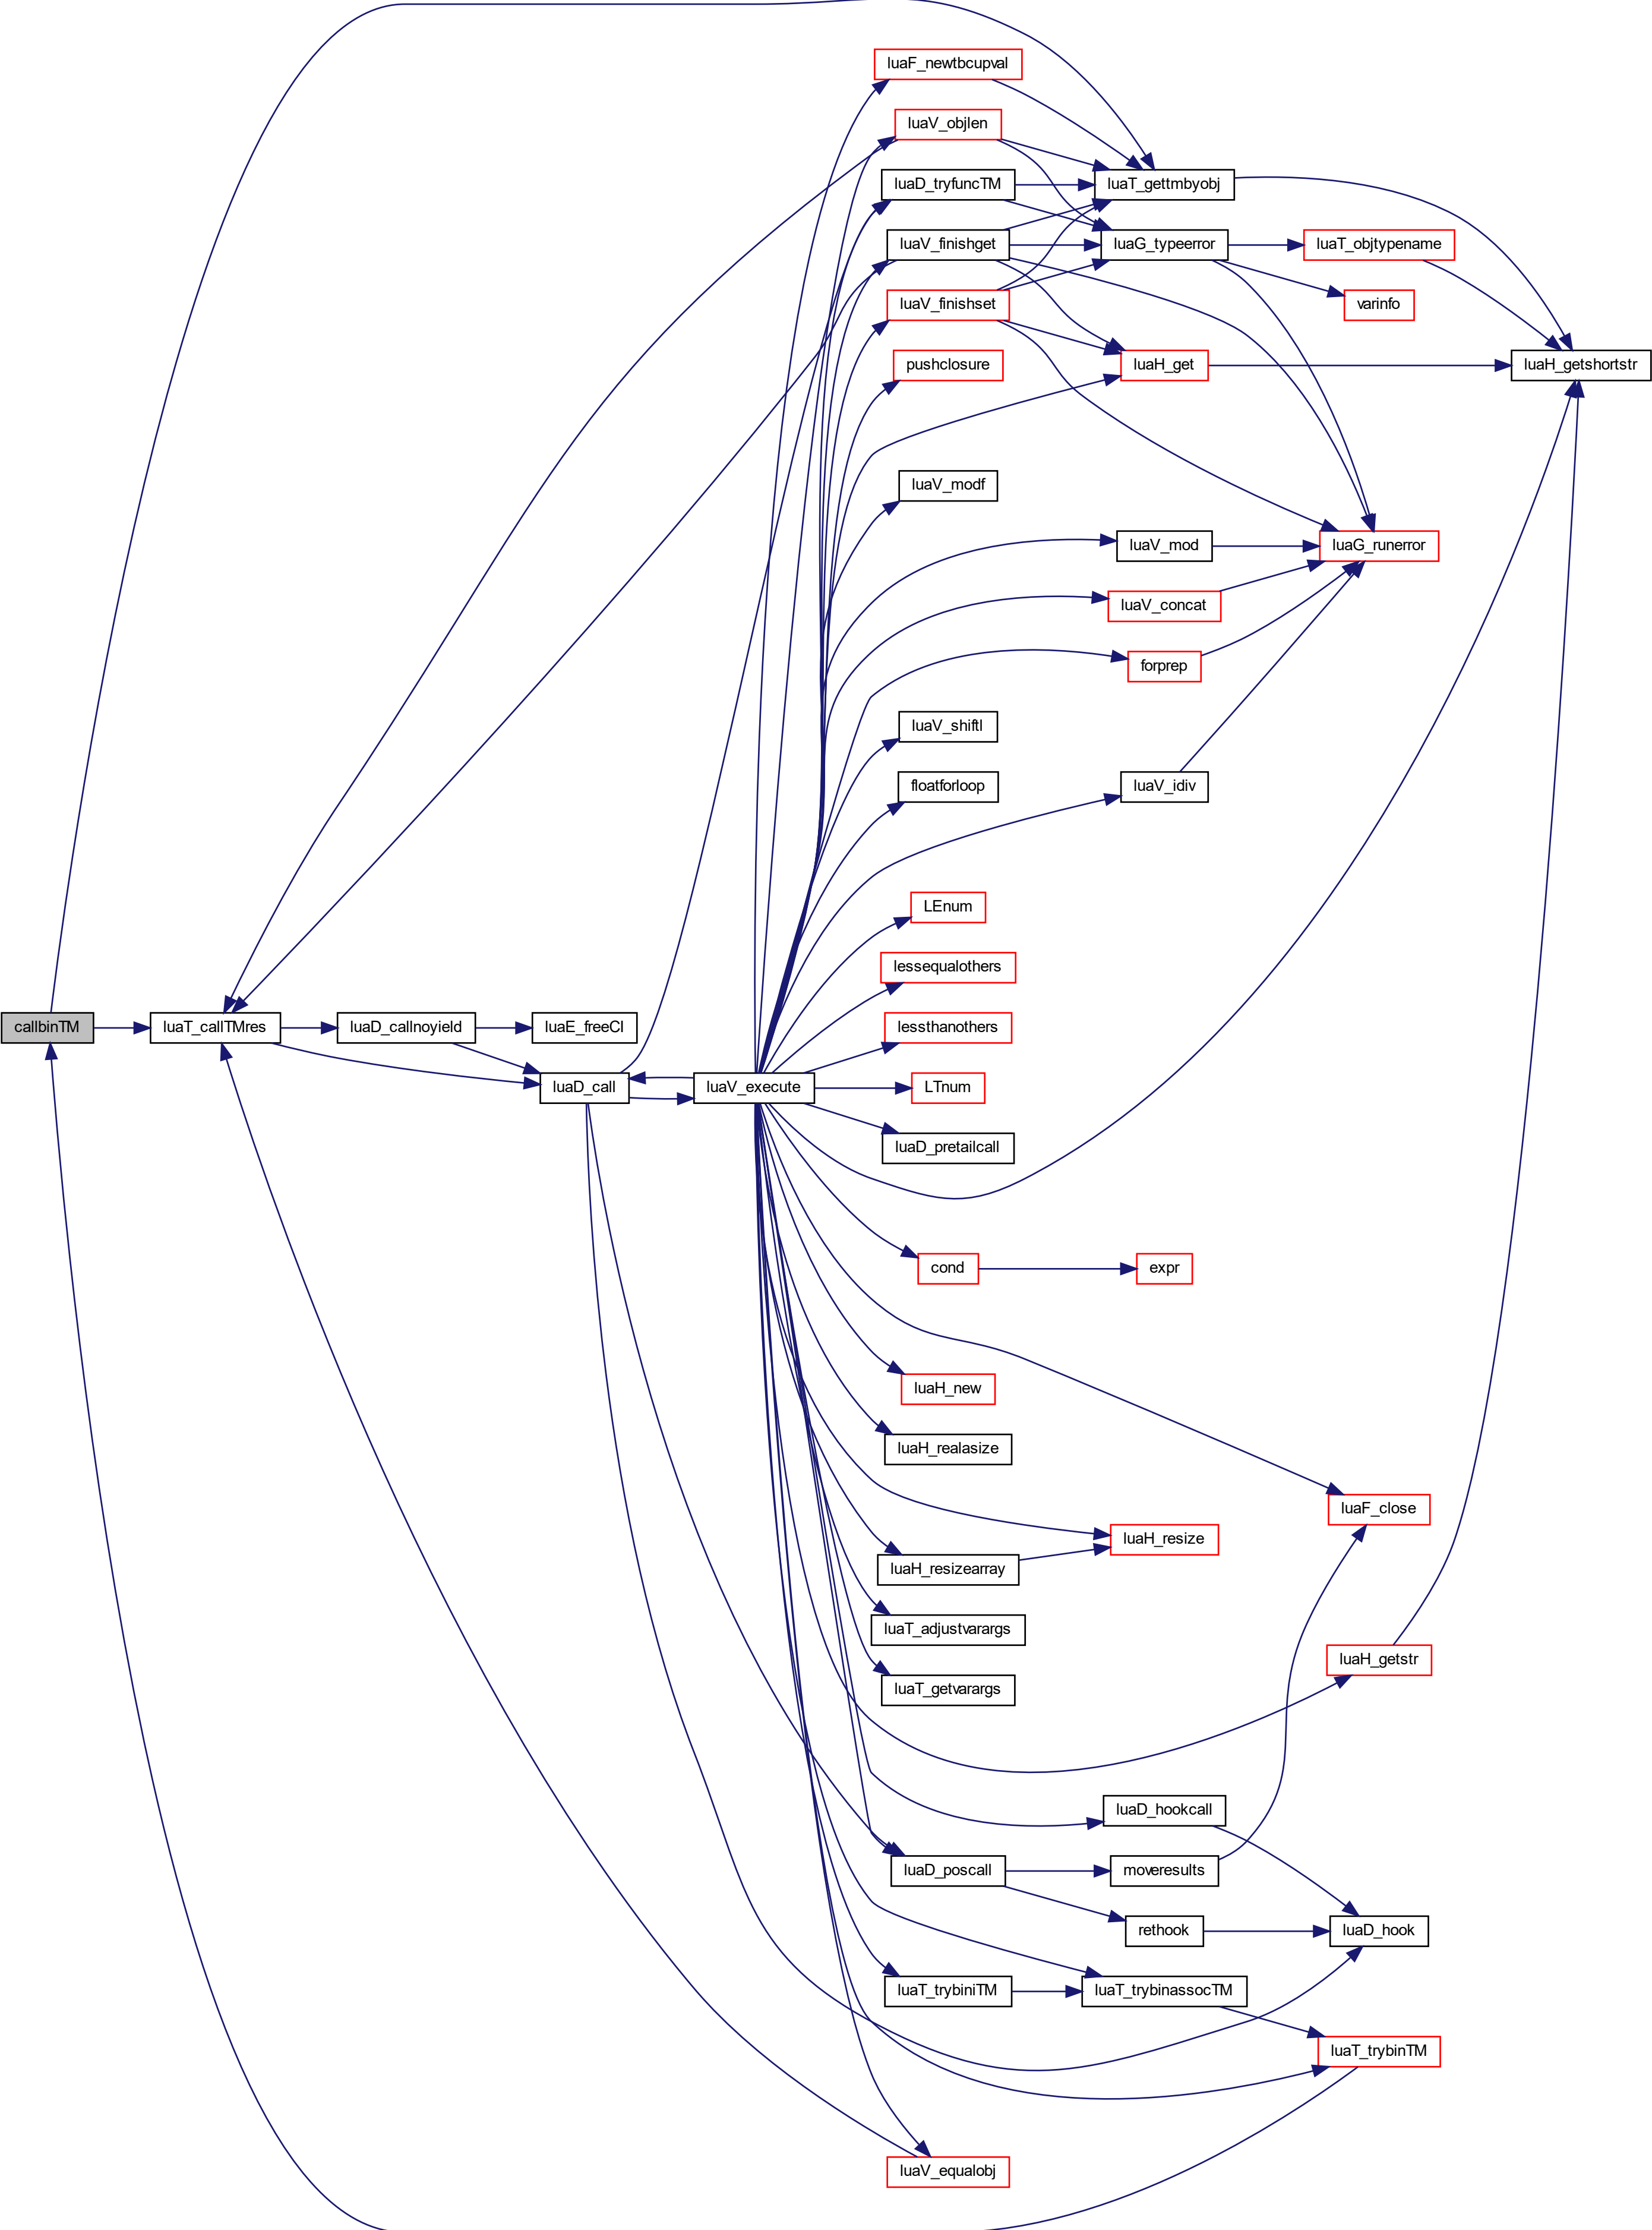 luaF_newtbcupval
luaV_objlen
luaD_tryfuncTM
luaT_gettmbyobj
luaV_finishget
luaG_typeerror
luaT_objtypename
luaV_finishset
varinfo
pushclosure
luaH_get
luaH_getshortstr
luaV_modf
luaV_mod
luaG_runerror
luaV_concat
forprep
luaV_shiftl
floatforloop
luaV_idiv
LEnum
lessequalothers
callbinTM
luaT_callTMres
luaD_callnoyield
luaE_freeCI
lessthanothers
luaD_call
luaV_execute
LTnum
luaD_pretailcall
cond
expr
luaH_new
luaH_realasize
luaF_close
luaH_resize
luaH_resizearray
luaT_adjustvarargs
luaH_getstr
luaT_getvarargs
luaD_hookcall
luaD_poscall
moveresults
rethook
luaD_hook
luaT_trybiniTM
luaT_trybinassocTM
luaT_trybinTM
luaV_equalobj